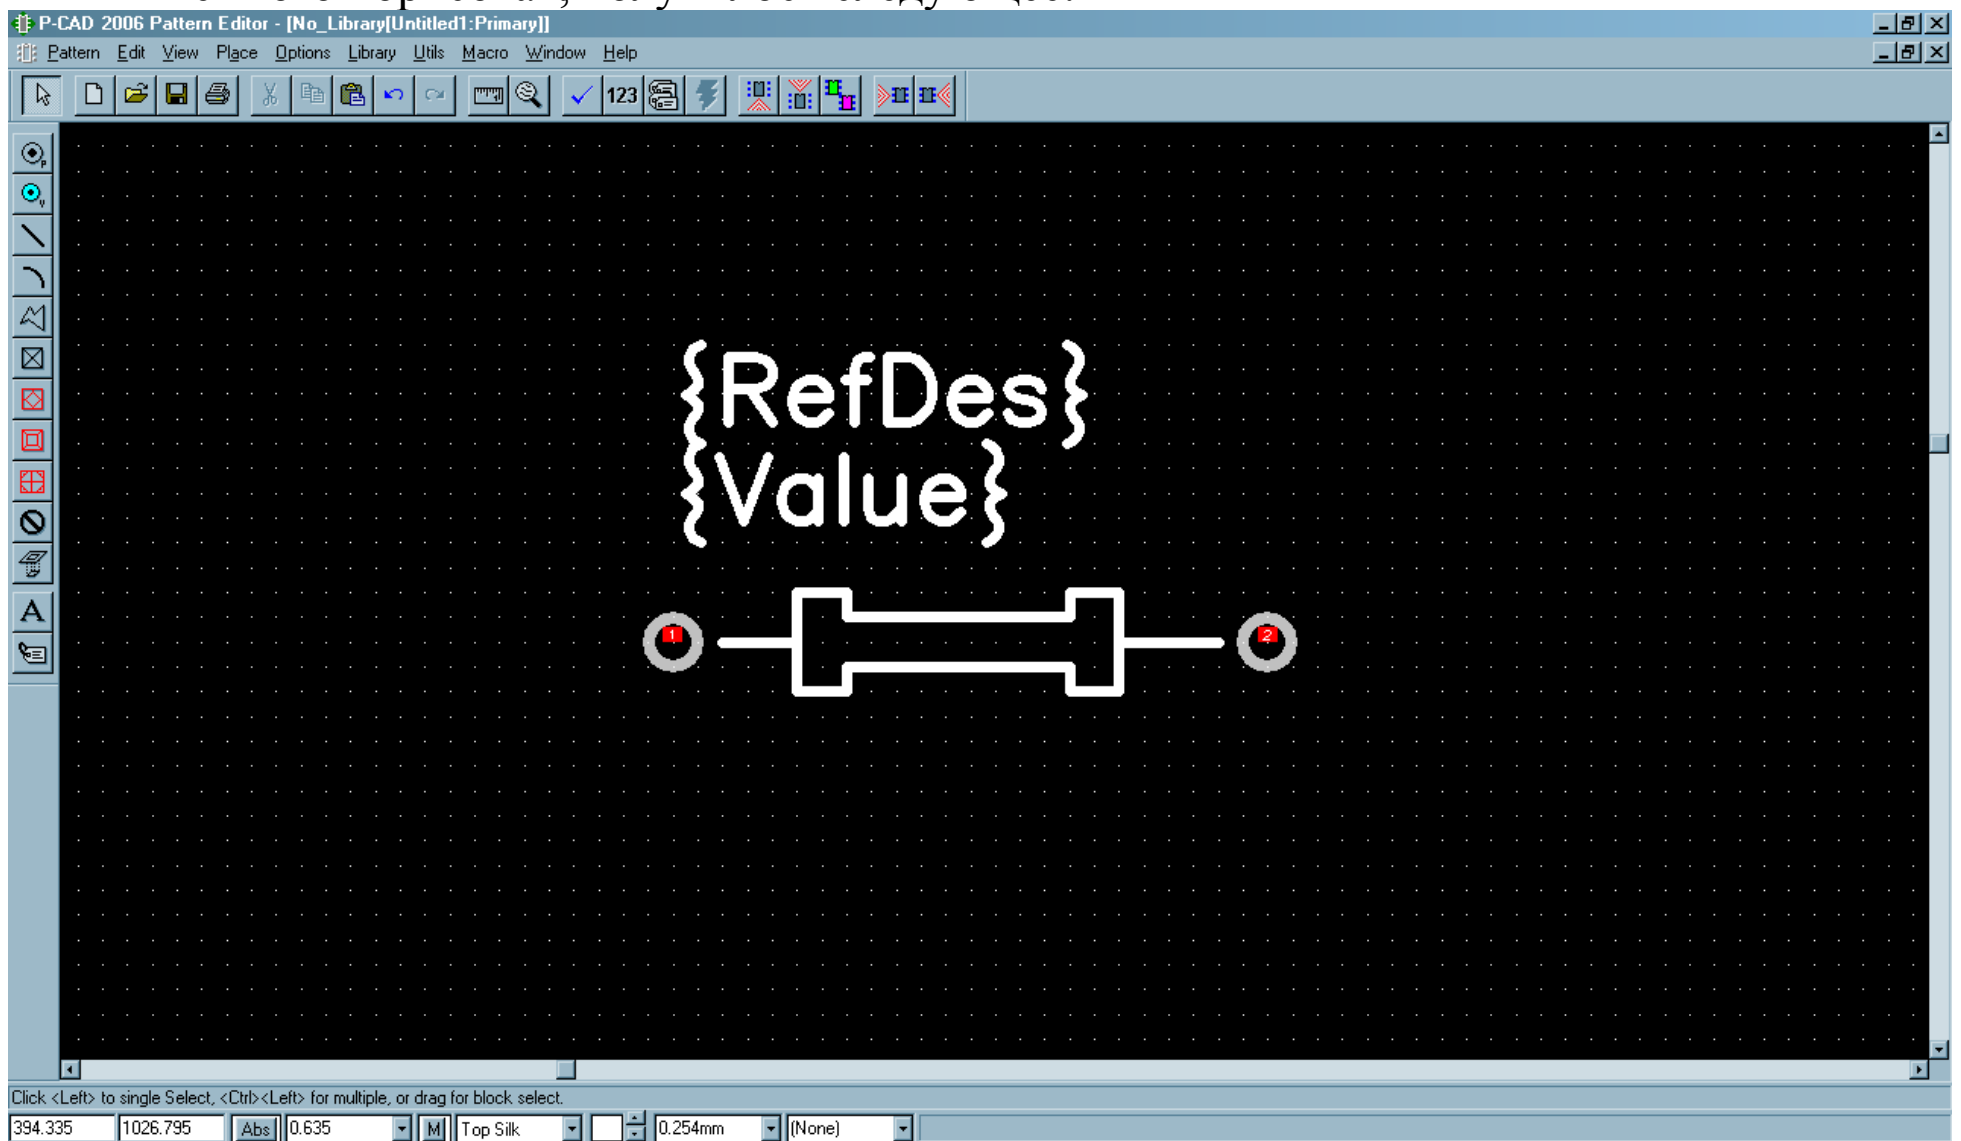 P-CAD 2006 Pattern Editor - [No_Library[Untitled1:Primary]]
Pattern Edit View Place Options Library Utils Macro Window Help
123
P
V
A
{RefDes}
{Value}
1
2
Click <Left> to single Select, <Ctrl><Left> for multiple, or drag for block select.
394.335 1026.795 Abs 0.635 M Top Silk 0.254mm (None)